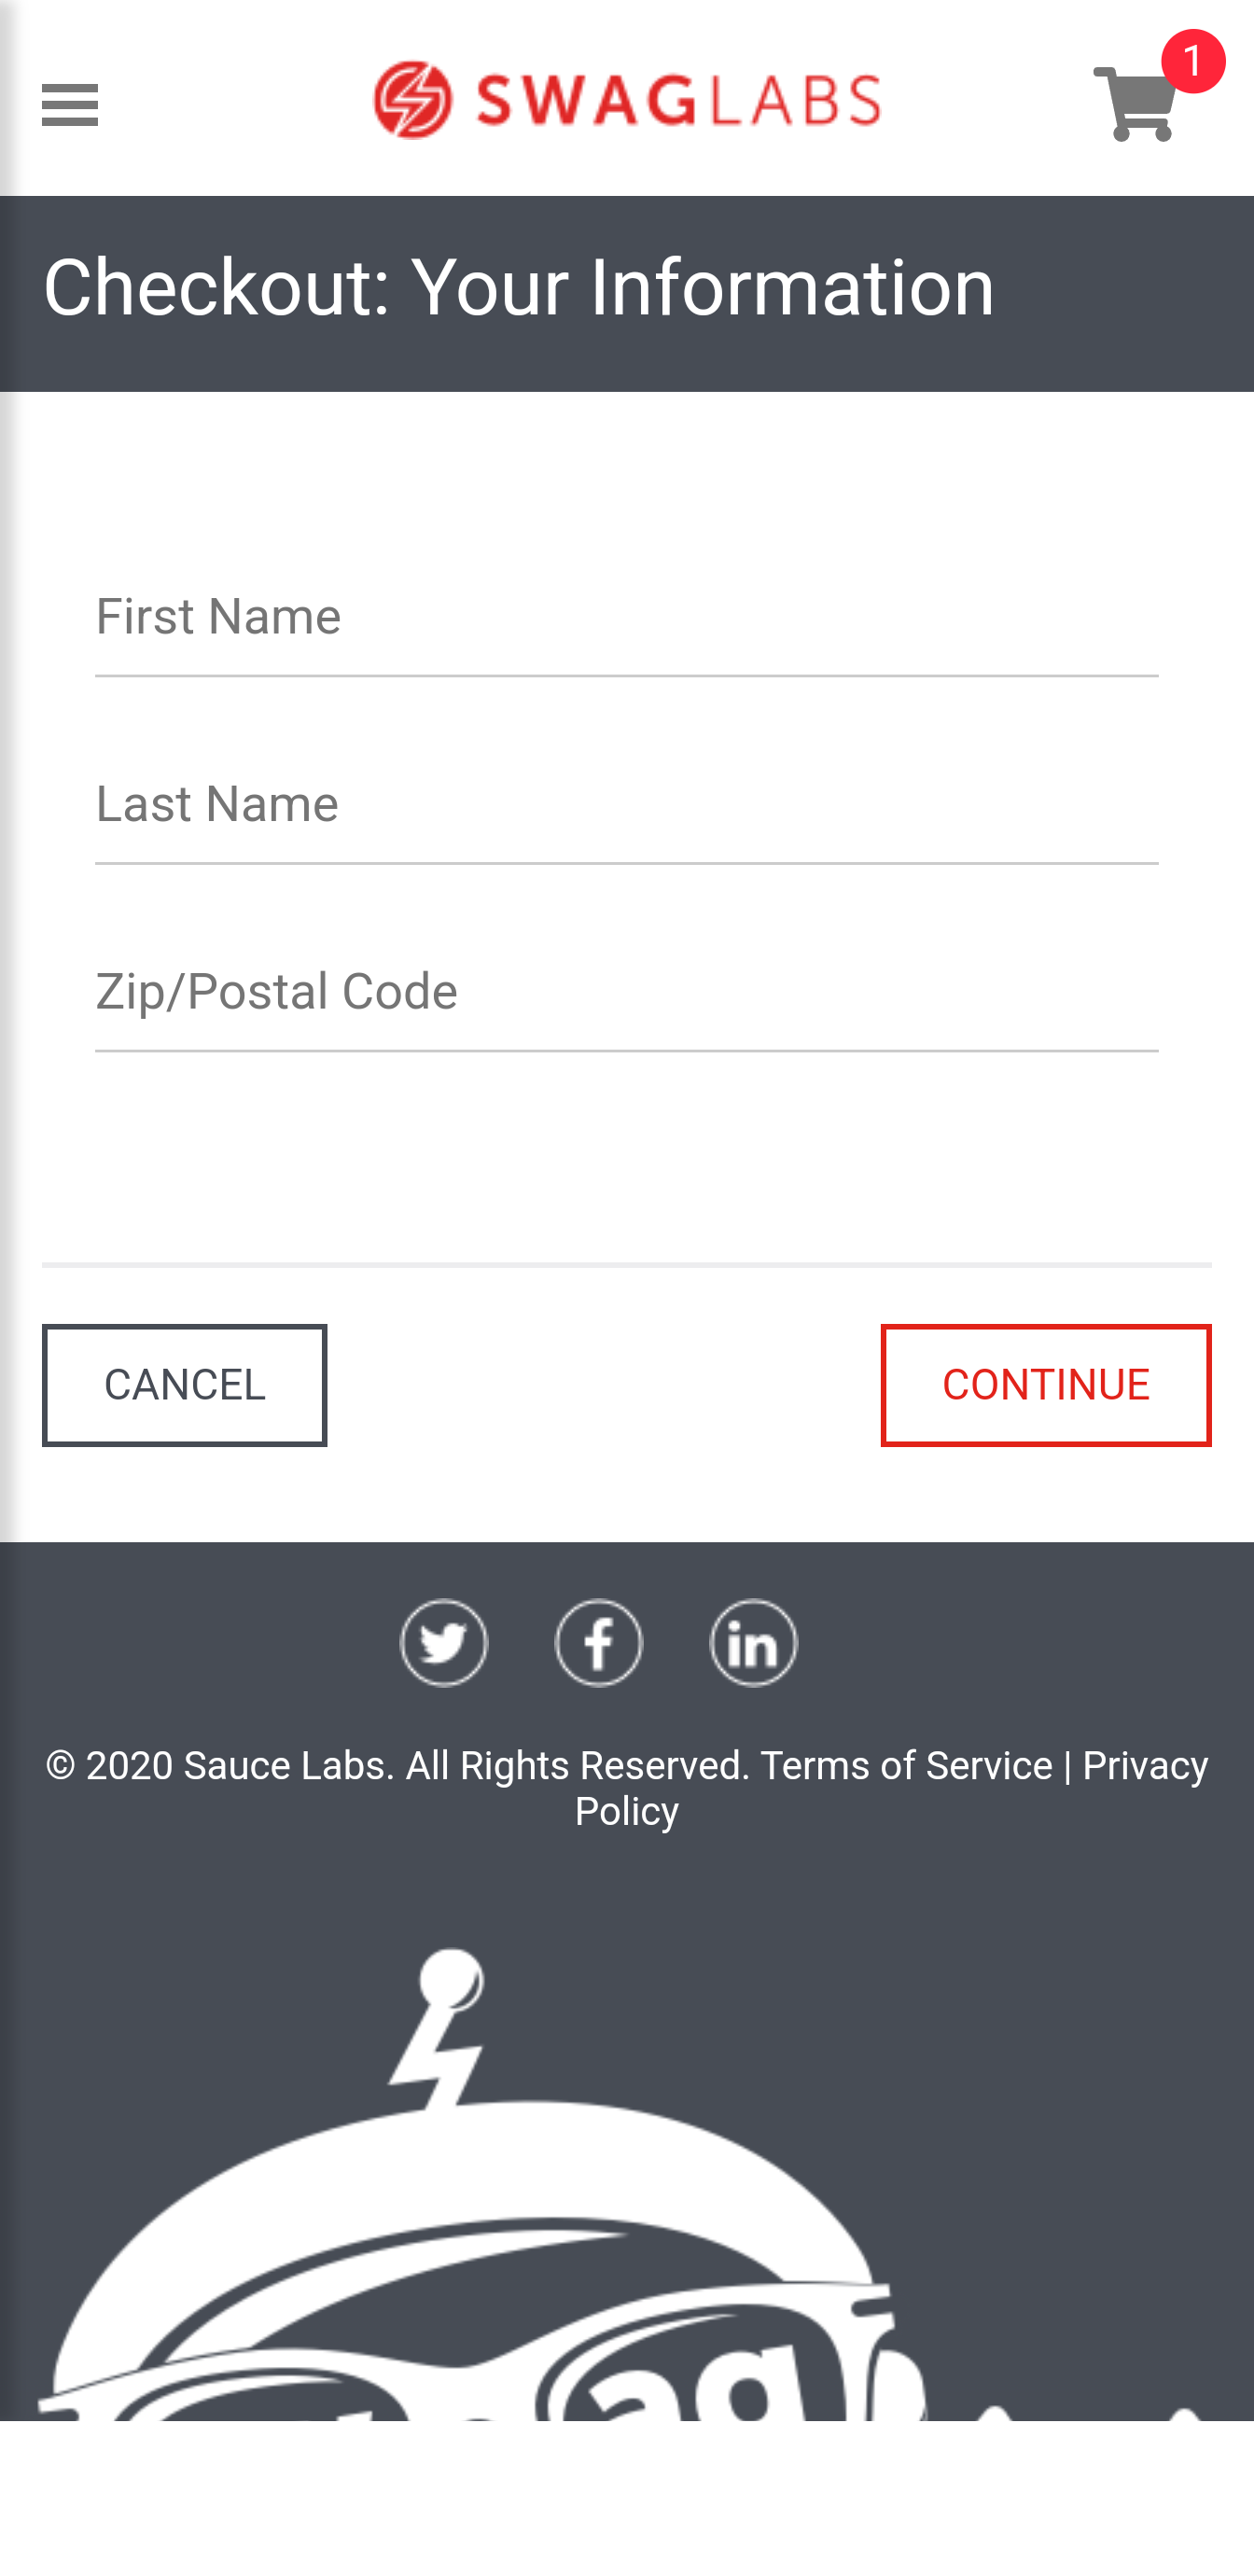 1
SWAGLABS
Checkout: Your Information
First Name
Last Name
Zip/Postal Code
CANCEL
CONTINUE
© 2020 Sauce Labs. All Rights Reserved. Terms of Service | Privacy
Policy